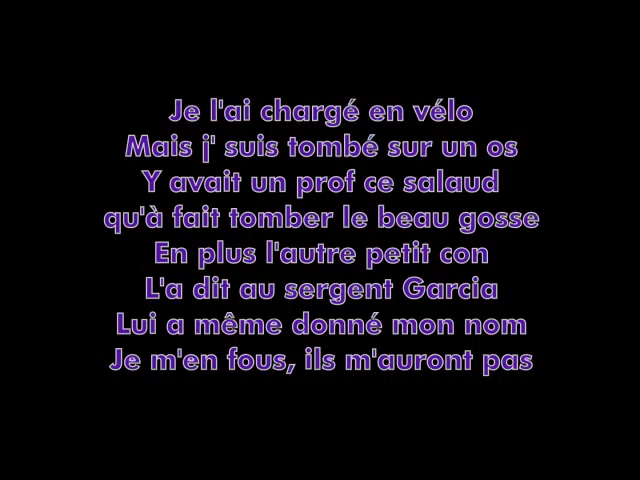 Je l'ai chargé en vélo
Mais j' suis tombé sur un os
Y avait un prof ce salaud
qu'à fait tomber le beau gosse
En plus l'autre petit con
L'a dit au sergent Garcia
Lui a même donné mon nom
Je m'en fous, ils m'auront pas